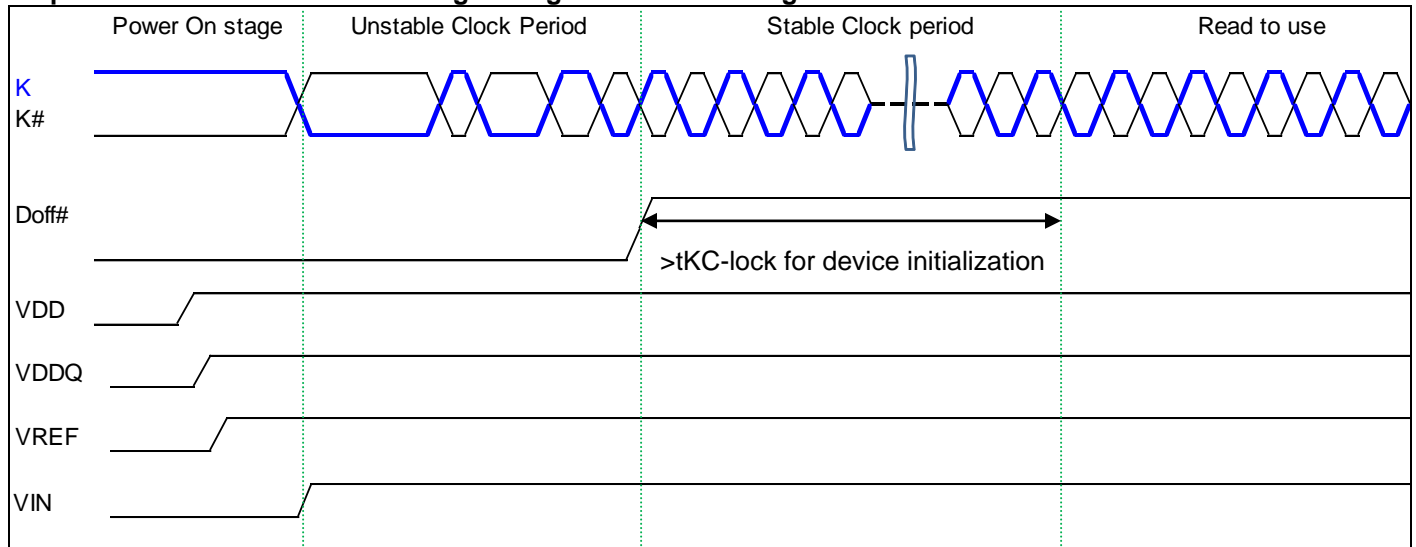 Power On stage Unstable Clock Period Stable Clock period Read to use
K
K#
Doff#
>tKC-lock for device initialization
VDD
VDDQ
VREF
VIN